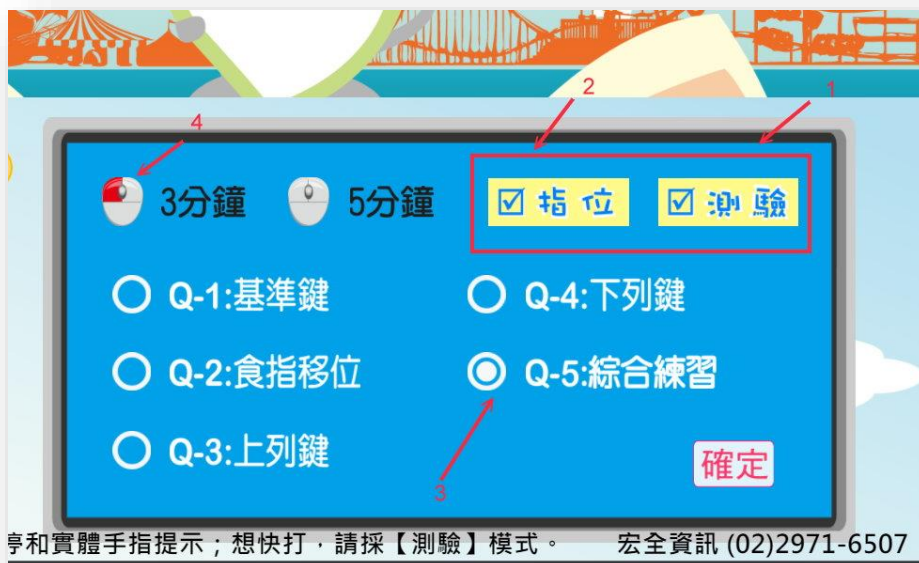 2 1
4
3分鐘 5分鐘 指位 測驗
Q-1:基準鍵 Q-4:下列鍵
Q-2:食指移位 Q-5:綜合練習
Q-3:上列鍵 確定
3
和實體手指提示；想快打，請採【測驗】模式。 宏全資訊 (02)2971-6507